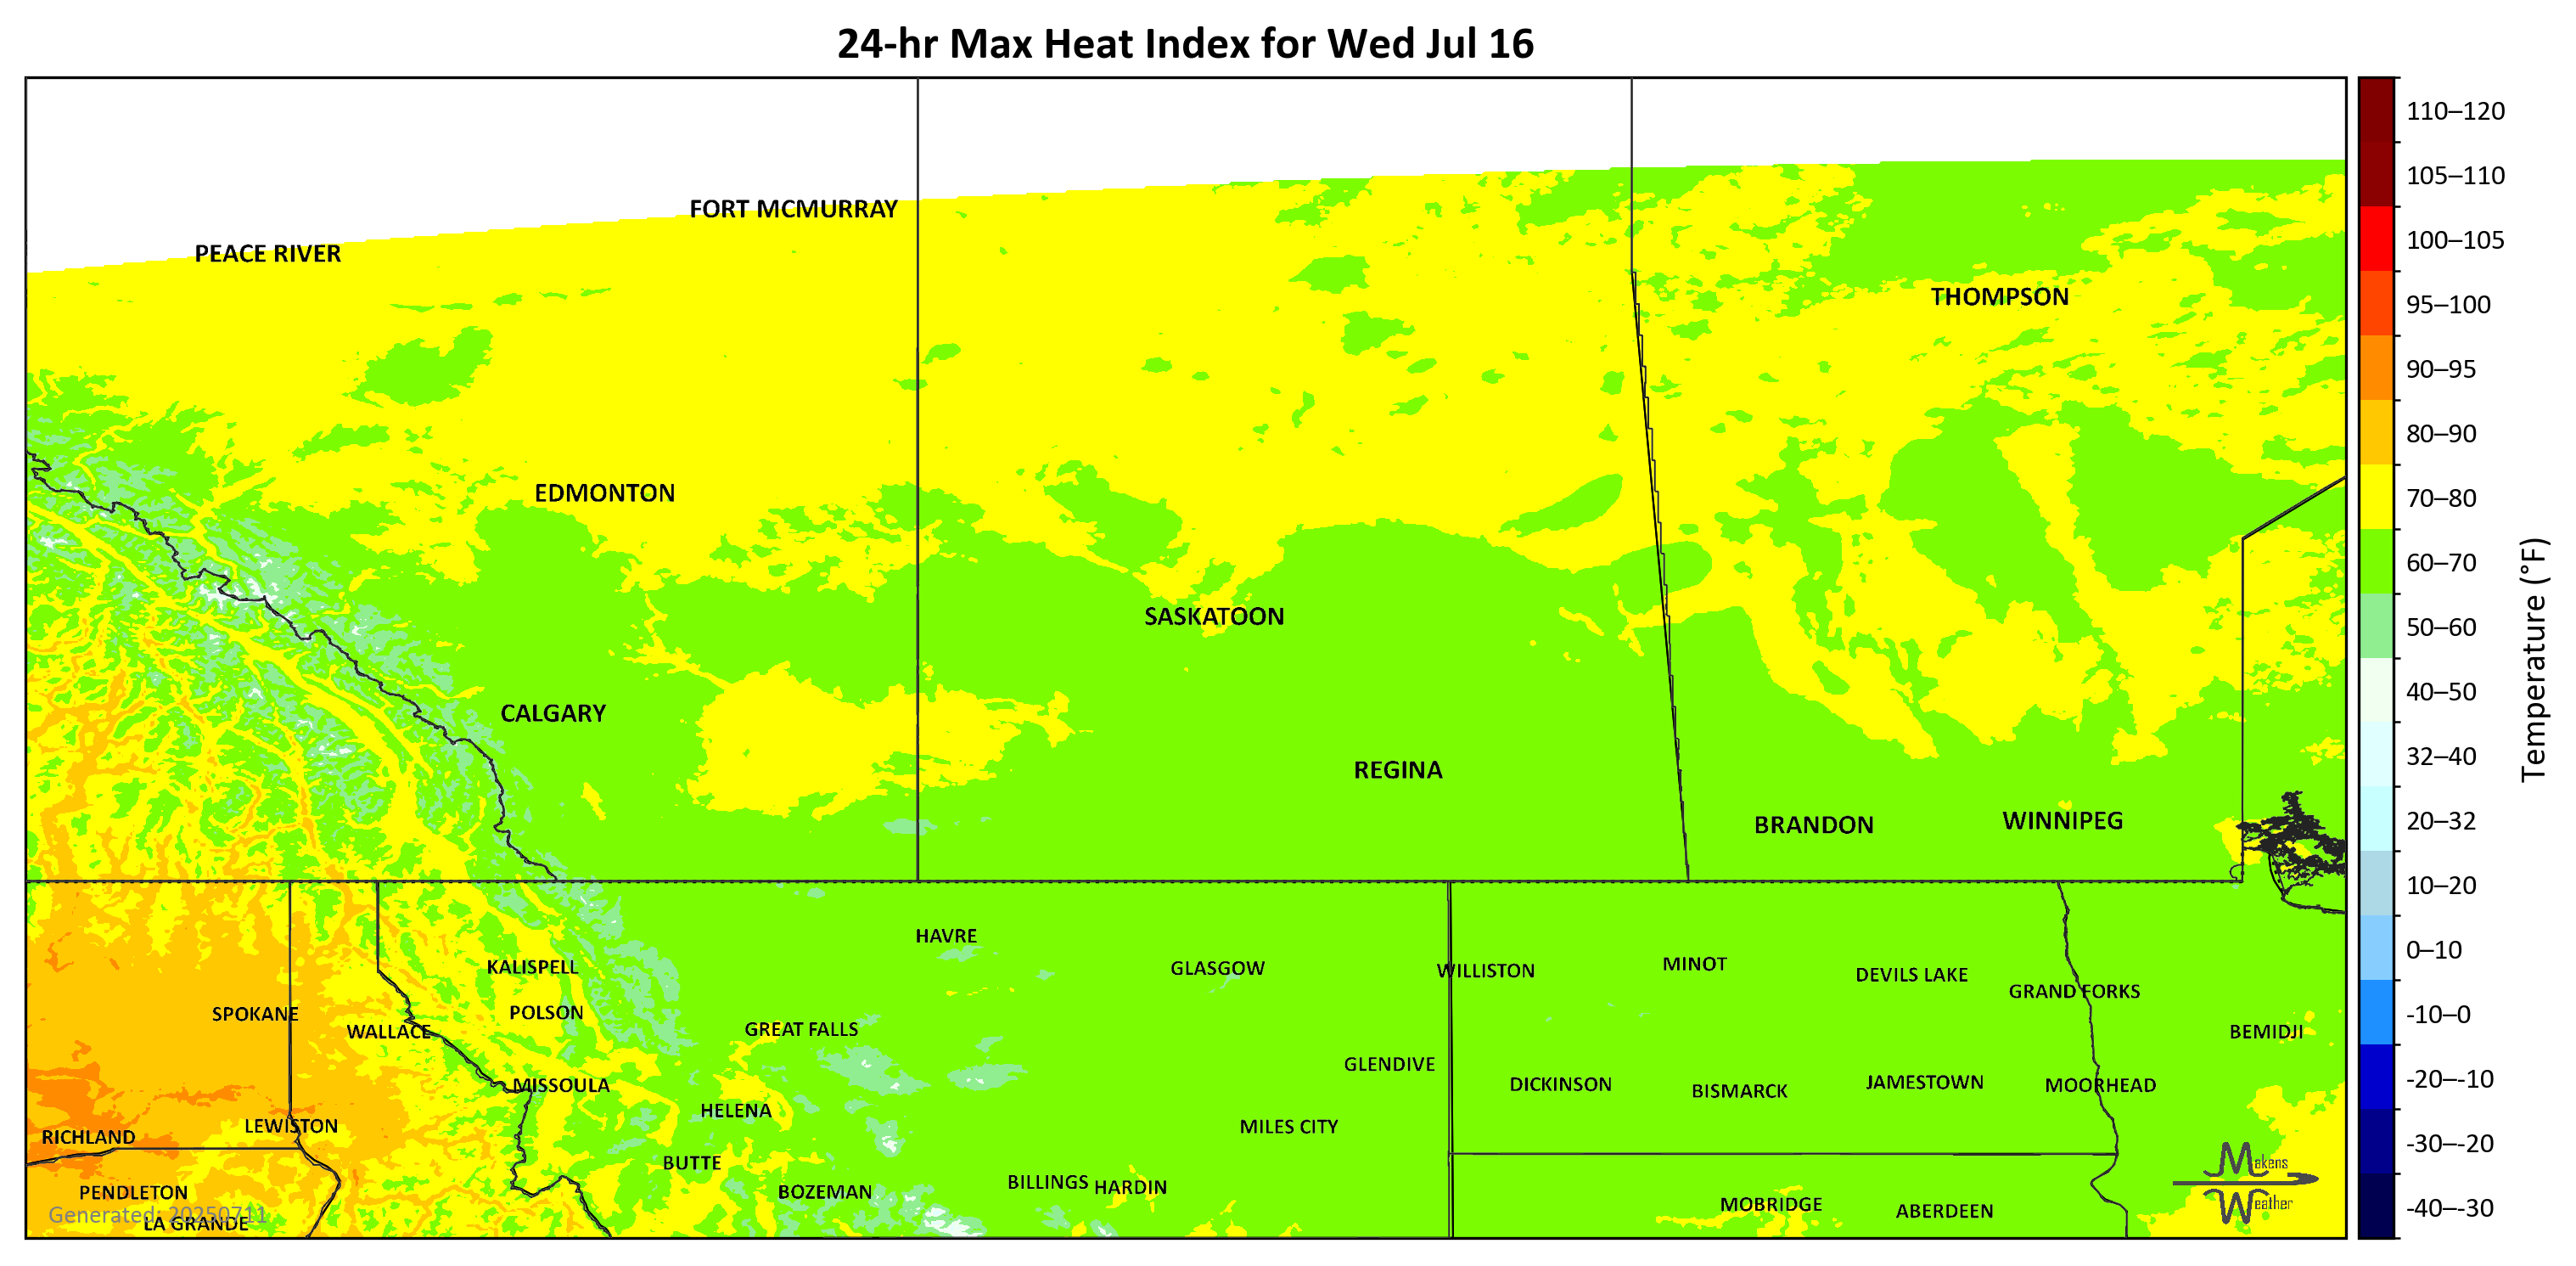 24-hr Max Heat Index for Wed Jul 16
FORT MCMURRAY
PEACE RIVER
THOMPSON
EDMONTON
SASKATOON
CALGARY
REGINA
BRANDON
WINNIPEG
HAVRE
KALISPELL
GLASGOW
WILLISTON
MINOT
DEVILS LAKE
GRAND FORKS
SPOKANE
POLSON
WALLACE
GREAT FALLS
BEMIDJI
GLENDIVE
MISSOULA
DICKINSON
BISMARCK
JAMESTOWN
MOORHEAD
HELENA
LEWISTON
MILES CITY
RICHLAND
BUTTE
PENDLETON
BOZEMAN
BILLINGS
HARDIN
MOBRIDGE
ABERDEEN
Generated: 20250711
LA GRANDE
Makens
Weather
110–120
105–110
100–105
95–100
90–95
80–90
70–80
60–70
50–60
40–50
32–40
20–32
10–20
0–10
-10–0
-20–-10
-30–-20
-40–-30
Temperature (°F)